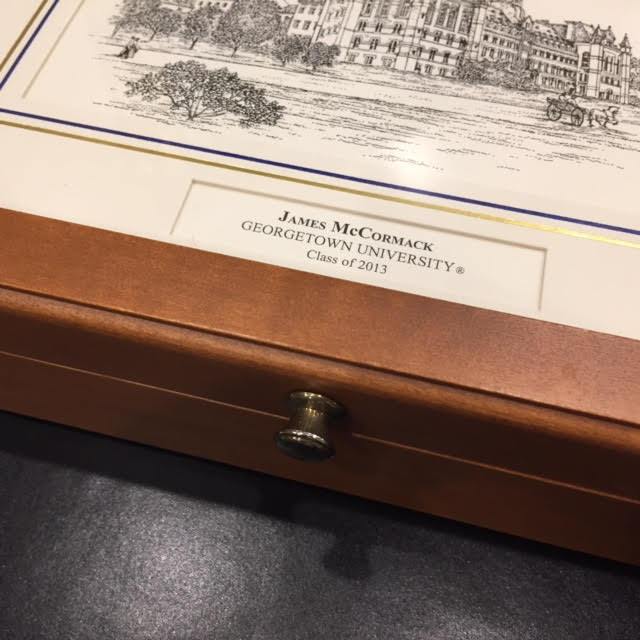 James McCormack
GEORGETOWN UNIVERSITY®
Class of 2013